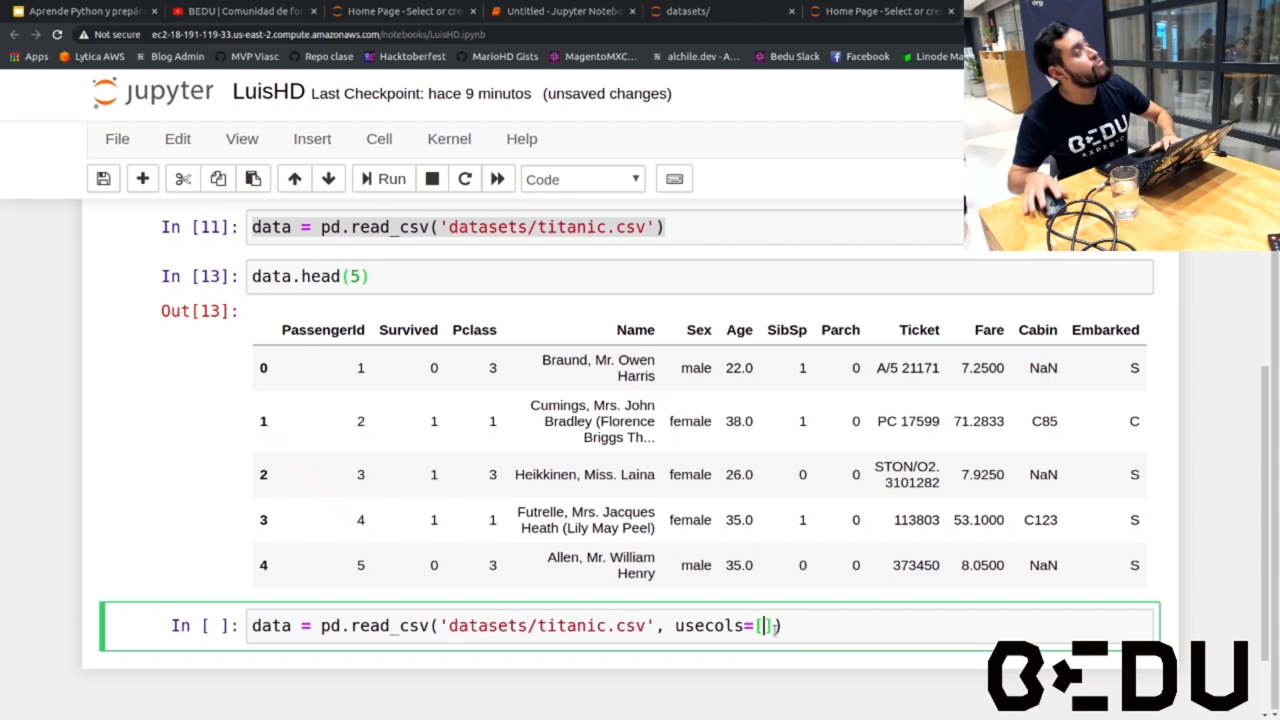 Aprende Python y prepár
BEDU | Comunidad de for
Home Page - Select or cre
Untitled - Jupyter Notebo
datasets/
Home Page - Select or crea
Not secure
ec2-18-191-119-33.us-east-2.compute.amazonaws.com/notebooks/LuisHD.ipynb
Apps
Lytica AWS
Blog Admin
MVP Views
Repo clase
Hacktoberfest
MarioHD Gists
MagentoMXC...
alchile.dev - A...
Bedu Slack
Facebook
Linode Ma
org
BEDU
EXPERT
jupyter LuisHD Last Checkpoint: hace 9 minutos (unsaved changes)
File Edit View Insert Cell Kernel Help
Run Code
In [11]: data = pd.read_csv('datasets/titanic.csv')
In [13]: data.head(5)
Out[13]:
PassengerId Survived Pclass Name Sex Age SibSp Parch Ticket Fare Cabin Embarked
0 1 0 3 Braund, Mr. Owen Harris male 22.0 1 0 A/5 21171 7.2500 NaN S
1 2 1 1 Cumings, Mrs. John Bradley (Florence Briggs Th... female 38.0 1 0 PC 17599 71.2833 C85 C
2 3 1 3 Heikkinen, Miss. Laina female 26.0 0 0 STON/O2. 3101282 7.9250 NaN S
3 4 1 1 Futrelle, Mrs. Jacques Heath (Lily May Peel) female 35.0 1 0 113803 53.1000 C123 S
4 5 0 3 Allen, Mr. William Henry male 35.0 0 0 373450 8.0500 NaN S
In [ ]: data = pd.read_csv('datasets/titanic.csv', usecols=[])
BEDU